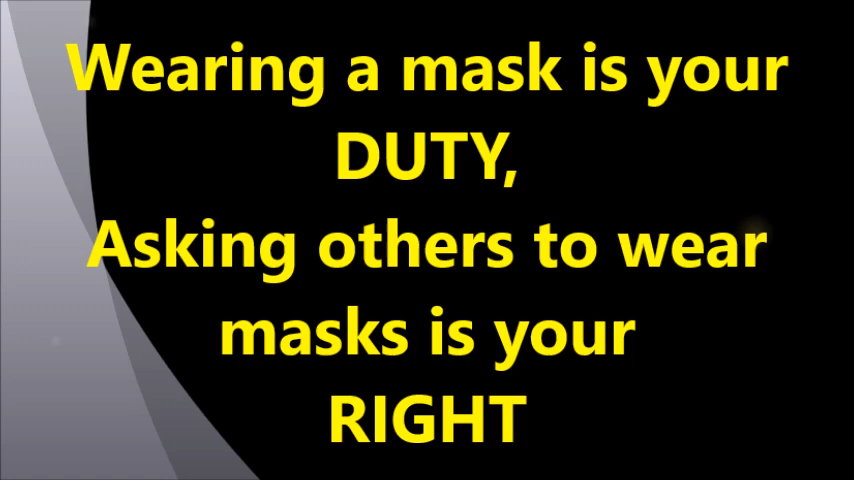 Wearing a mask is your
DUTY,
Asking others to wear
masks is your
RIGHT